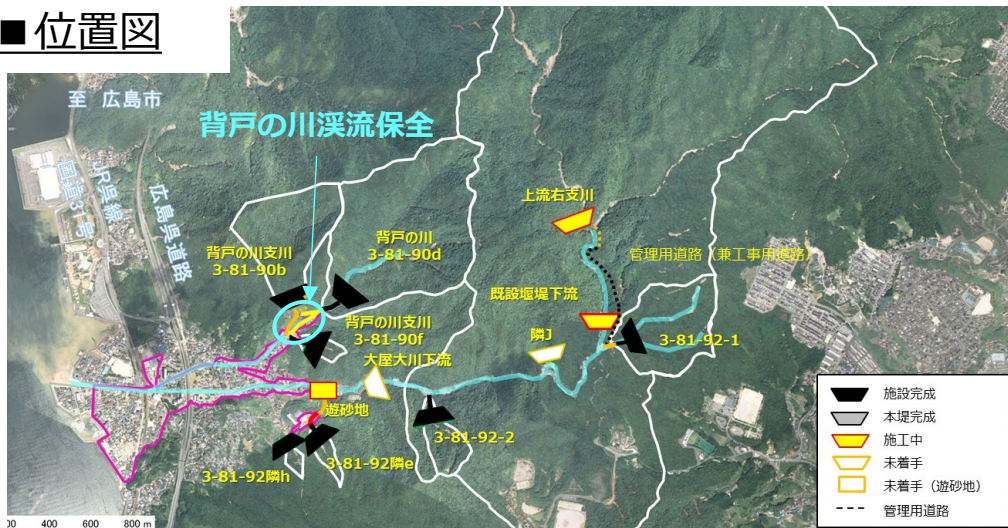 ■位置図
至 広島市
背戸の川渓流保全
国道31号
JR呉線
広島呉道路
上流右支川
背戸の川
3-81-90d
背戸の川支川
3-81-90b
管理用道路（兼工事用道路）
既設堰堤下流
背戸の川支川
3-81-90f
隣J
3-81-92-1
大屋大川下流
遊砂地
3-81-92-2
3-81-92隣e
3-81-92隣h
施設完成
本堤完成
施工中
未着手
未着手（遊砂地）
管理用道路
00 400 600 800 m